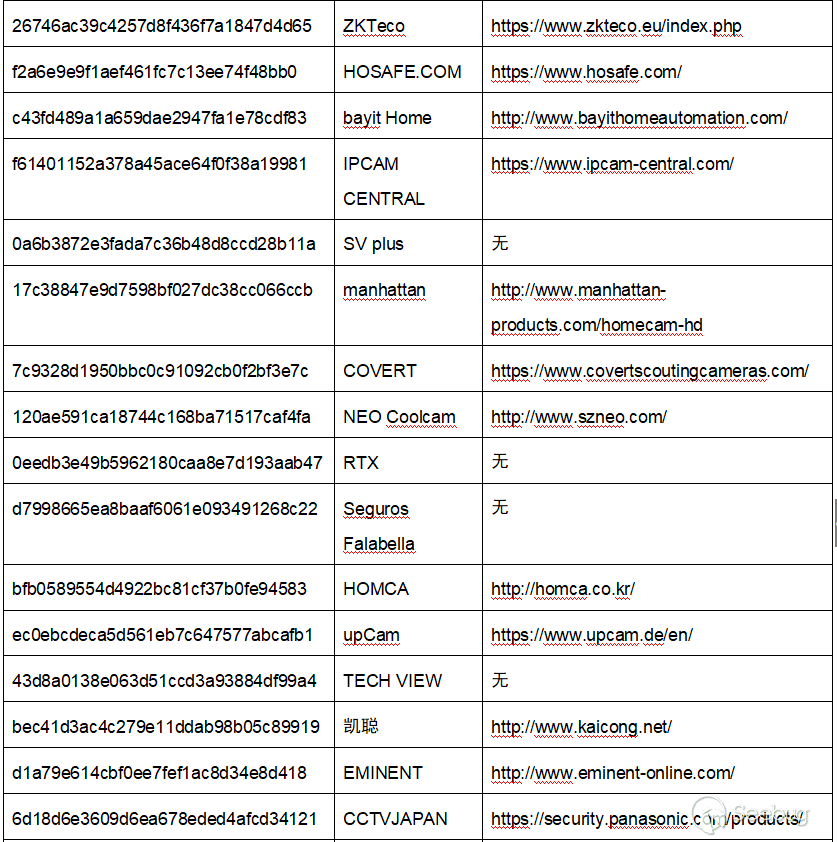 26746ac39c4257d8f436f7a1847d4d65 ZKTeco https://www.zkteco.eu/index.php
f2a6e9e9f1aef461fc7c13ee74f48bb0 HOSAFE.COM https://www.hosafe.com/
c43fd489a1a659dae2947fa1e78cdf83 bayit Home http://www.bayithomeautomation.com/
f61401152a378a45ace64f0f38a19981 IPCAM https://www.ipcam-central.com/
CENTRAL
0a6b3872e3fada7c36b48d8ccd28b11a SV plus 无
17c38847e9d7598bf027dc38cc066ccb manhattan http://www.manhattan-
products.com/homecam-hd
7c9328d1950bbc0c91092cb0f2bf3e7c COVERT https://www.covertscoutingcameras.com/
120ae591ca18744c168ba71517caf4fa NEO Coolcam http://www.szneo.com/
0eedb3e49b5962180caa8e7d193aab47 RTX 无
d7998665ea8baaf6061e093491268c22 Seguros 无
Falabella
bfb0589554d4922bc81cf37b0fe94583 HOMCA http://homca.co.kr/
ec0ebcdeca5d561eb7c647577abcafb1 upCam https://www.upcam.de/en/
43d8a0138e063d51ccd3a93884df99a4 TECH VIEW 无
bec41d3ac4c279e11ddab98b05c89919 凯聪 http://www.kaicong.net/
d1a79e614cbf0ee7fef1ac8d34e8d418 EMINENT http://www.eminent-online.com/
6d18d6e3609d6ea678eded4afcd34121 CCTVJAPAN https://security.panasonic.com/products/
Seebug